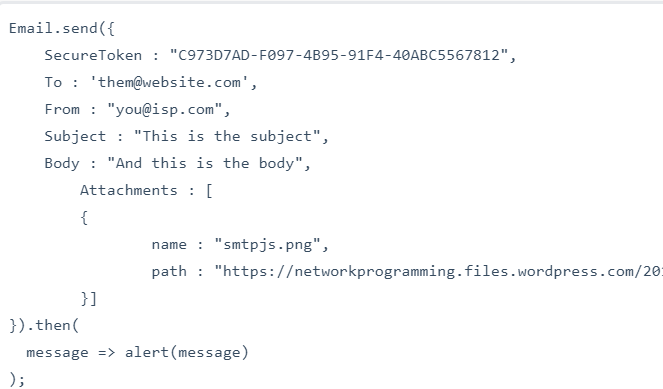 Email.send({
    SecureToken : "C973D7AD-F097-4B95-91F4-40ABC5567812",
    To : 'them@website.com',
    From : "you@isp.com",
    Subject : "This is the subject",
    Body : "And this is the body",
        Attachments : [
        {
                name : "smtpjs.png",
                path : "https://networkprogramming.files.wordpress.com/201
        }]
}).then(
  message => alert(message)
);